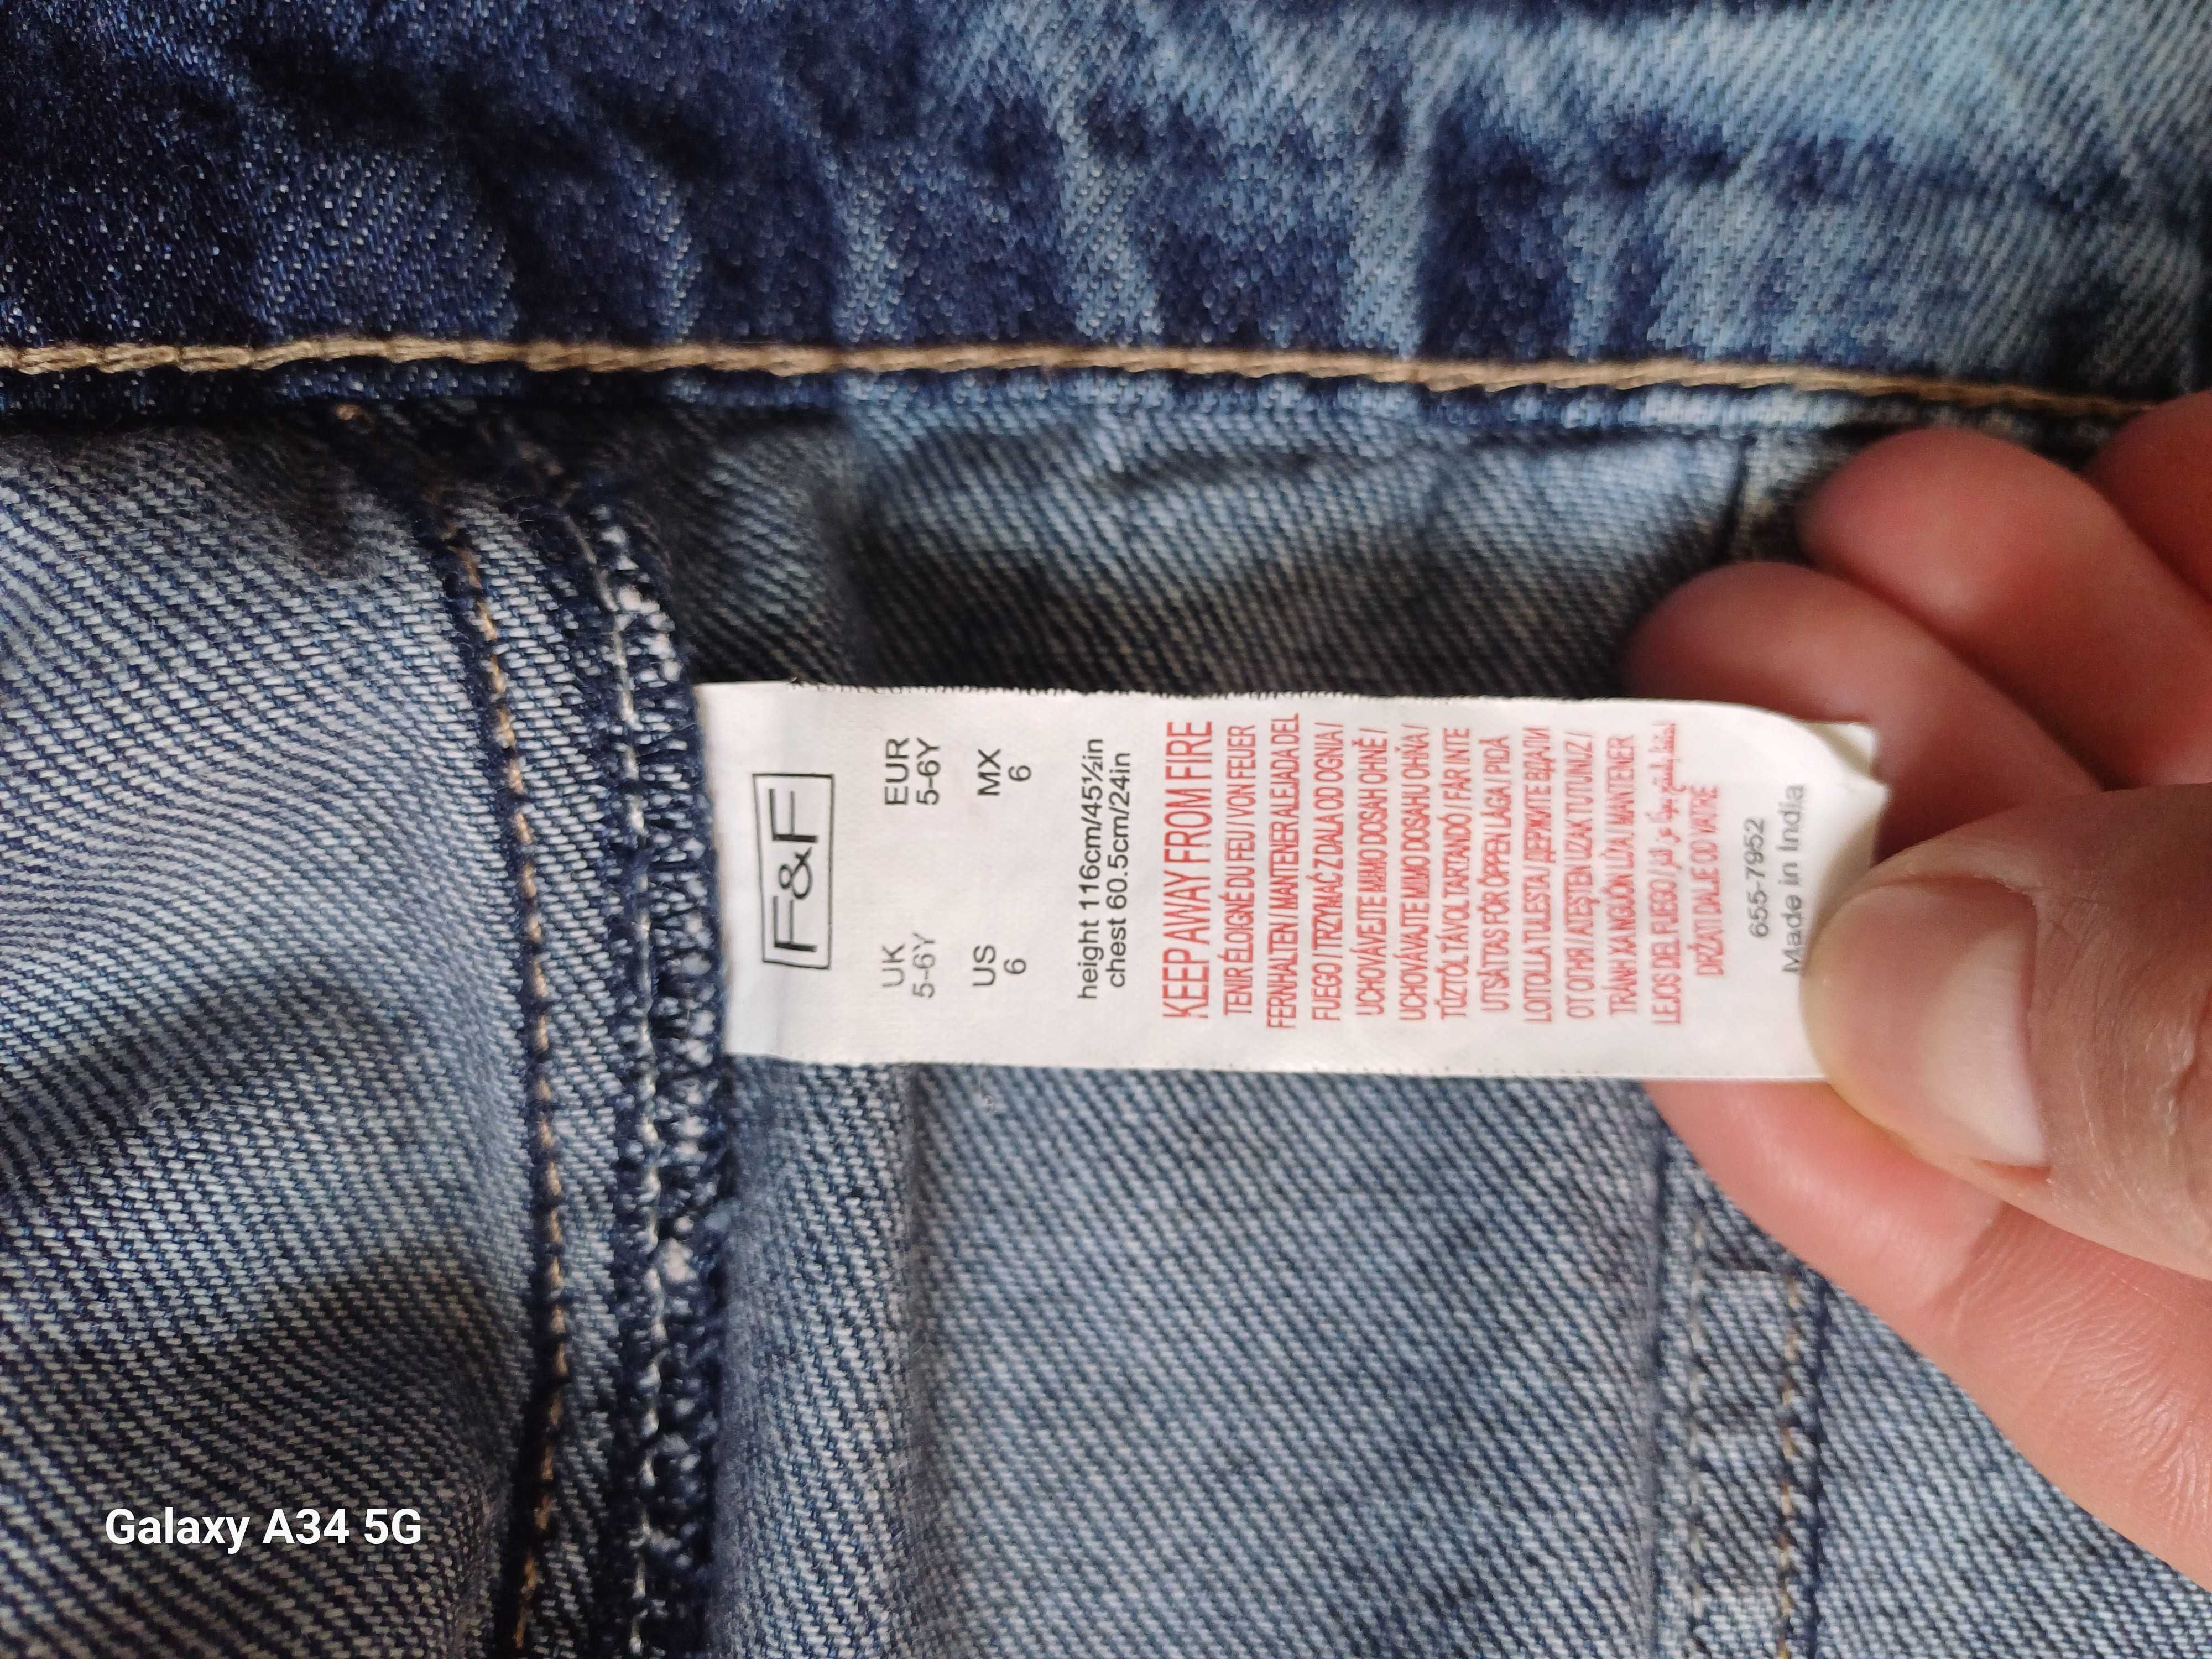 F&F
UK EUR
5-6Y 5-6Y
US MX
6 6
height 116cm/45½in
chest 60.5cm/24in
KEEP AWAY FROM FIRE
TENIR ÉLOIGNÉ DU FEU / VON FEUER
FERNHALTEN / MANTENER ALEJADA DEL
FUEGO / TRZYMAĆ Z DALA OD OGNIA /
UCHOVÁVEJTE MIMO DOSAH OHNĚ /
UCHOVÁVAJTE MIMO DOSAHU OHŇA /
TŰZTŐL TÁVOL TARTANDÓ / FÅR INTE
UTSÄTTAS FÖR ÖPPEN LÅGA / PIDÄ
LOITOLLA TULESTA / ДЕРЖИТЕ ВДАЛИ
ОТ ОГНЯ / ATEŞTEN UZAK TUTUNUZ /
TRÁNH XA NGỌN LỬA / MANTENER
LEJOS DEL FUEGO /
DRŽATI DALJE OD VATRE
655-7952
Made in India
Galaxy A34 5G